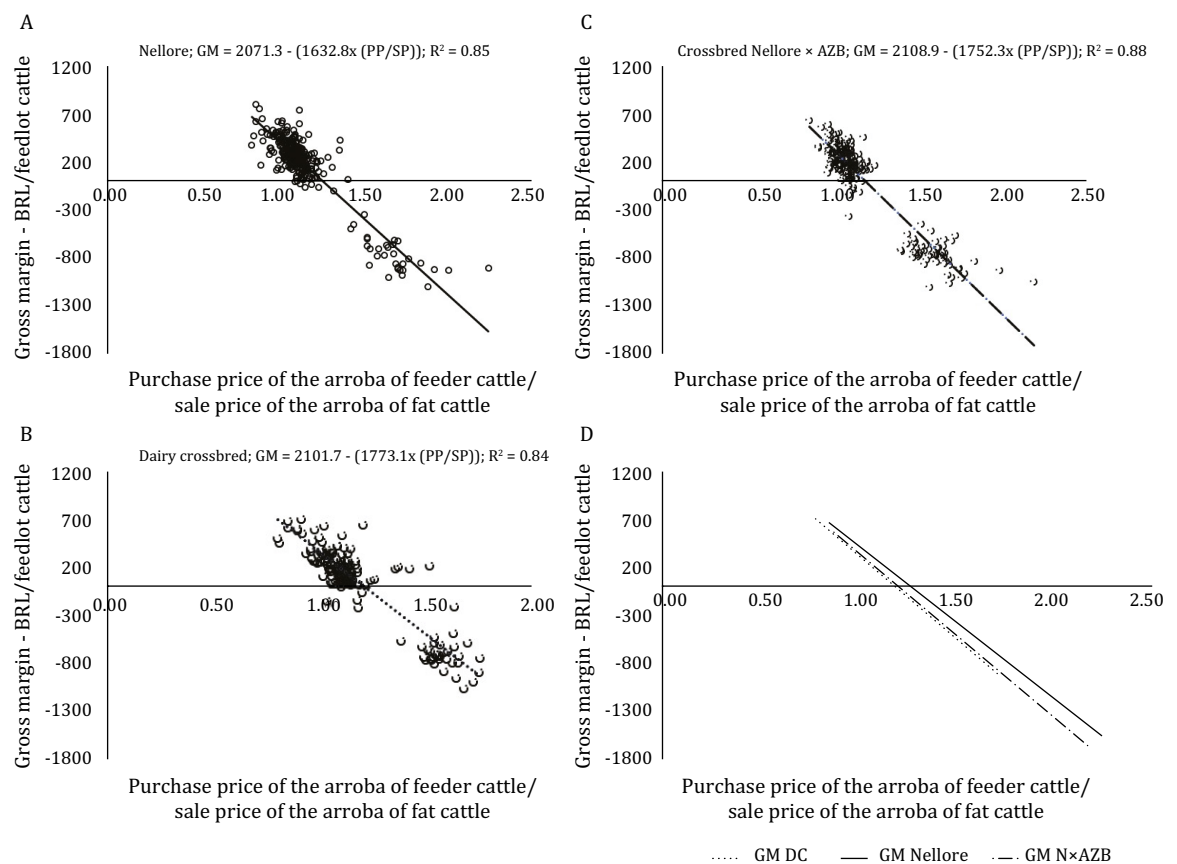 A
Nellore; GM = 2071.3 - (1632.8x (PP/SP)); R² = 0.85
Gross margin - BRL/feedlot cattle
1200
700
200
-300
-800
-1300
-1800
0.00 0.50 1.00 1.50 2.00 2.50
Purchase price of the arroba of feeder cattle/
sale price of the arroba of fat cattle
C
Crossbred Nellore × AZB; GM = 2108.9 - (1752.3x (PP/SP)); R² = 0.88
Gross margin - BRL/feedlot cattle
1200
700
200
-300
-800
-1300
-1800
0.00 0.50 1.00 1.50 2.00 2.50
Purchase price of the arroba of feeder cattle/
sale price of the arroba of fat cattle
B
Dairy crossbred; GM = 2101.7 - (1773.1x (PP/SP)); R² = 0.84
Gross margin - BRL/feedlot cattle
1200
700
200
-300
-800
-1300
-1800
0.00 0.50 1.00 1.50 2.00
Purchase price of the arroba of feeder cattle/
sale price of the arroba of fat cattle
D
Gross margin - BRL/feedlot cattle
1200
700
200
-300
-800
-1300
-1800
0.00 0.50 1.00 1.50 2.00 2.50
Purchase price of the arroba of feeder cattle/
sale price of the arroba of fat cattle
GM DC GM Nellore GM N×AZB